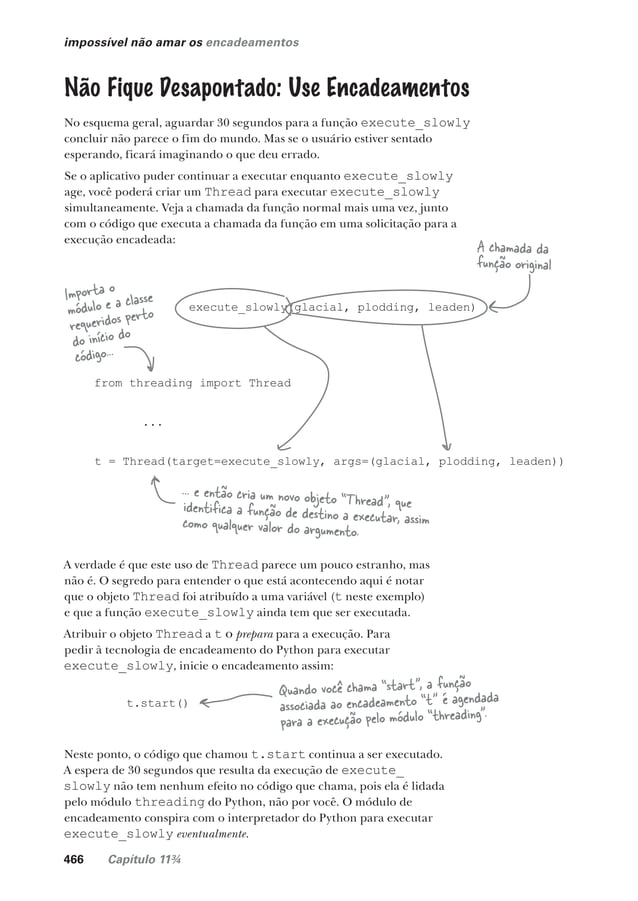 impossível não amar os encadeamentos
Não Fique Desapontado: Use Encadeamentos
No esquema geral, aguardar 30 segundos para a função execute_slowly
concluir não parece o fim do mundo. Mas se o usuário estiver sentado
esperando, ficará imaginando o que deu errado.
Se o aplicativo puder continuar a executar enquanto execute_slowly
age, você poderá criar um Thread para executar execute_slowly
simultaneamente. Veja a chamada da função normal mais uma vez, junto
com o código que executa a chamada da função em uma solicitação para a
execução encadeada:
A chamada da
função original
Importa o
módulo e a classe
requeridos perto
do início do
código...
execute_slowly(glacial, plodding, leaden)
from threading import Thread
...
t = Thread(target=execute_slowly, args=(glacial, plodding, leaden))
... e então cria um novo objeto “Thread”, que
identifica a função de destino a executar, assim
como qualquer valor do argumento.
A verdade é que este uso de Thread parece um pouco estranho, mas
não é. O segredo para entender o que está acontecendo aqui é notar
que o objeto Thread foi atribuído a uma variável (t neste exemplo)
e que a função execute_slowly ainda tem que ser executada.
Atribuir o objeto Thread a t o prepara para a execução. Para
pedir à tecnologia de encadeamento do Python para executar
execute_slowly, inicie o encadeamento assim:
t.start()
Quando você chama “start”, a função
associada ao encadeamento “t” é agendada
para a execução pelo módulo “threading”.
Neste ponto, o código que chamou t.start continua a ser executado.
A espera de 30 segundos que resulta da execução de execute_
slowly não tem nenhum efeito no código que chama, pois ela é lidada
pelo módulo threading do Python, não por você. O módulo de
encadeamento conspira com o interpretador do Python para executar
execute_slowly eventualmente.
466 Capítulo 11¾